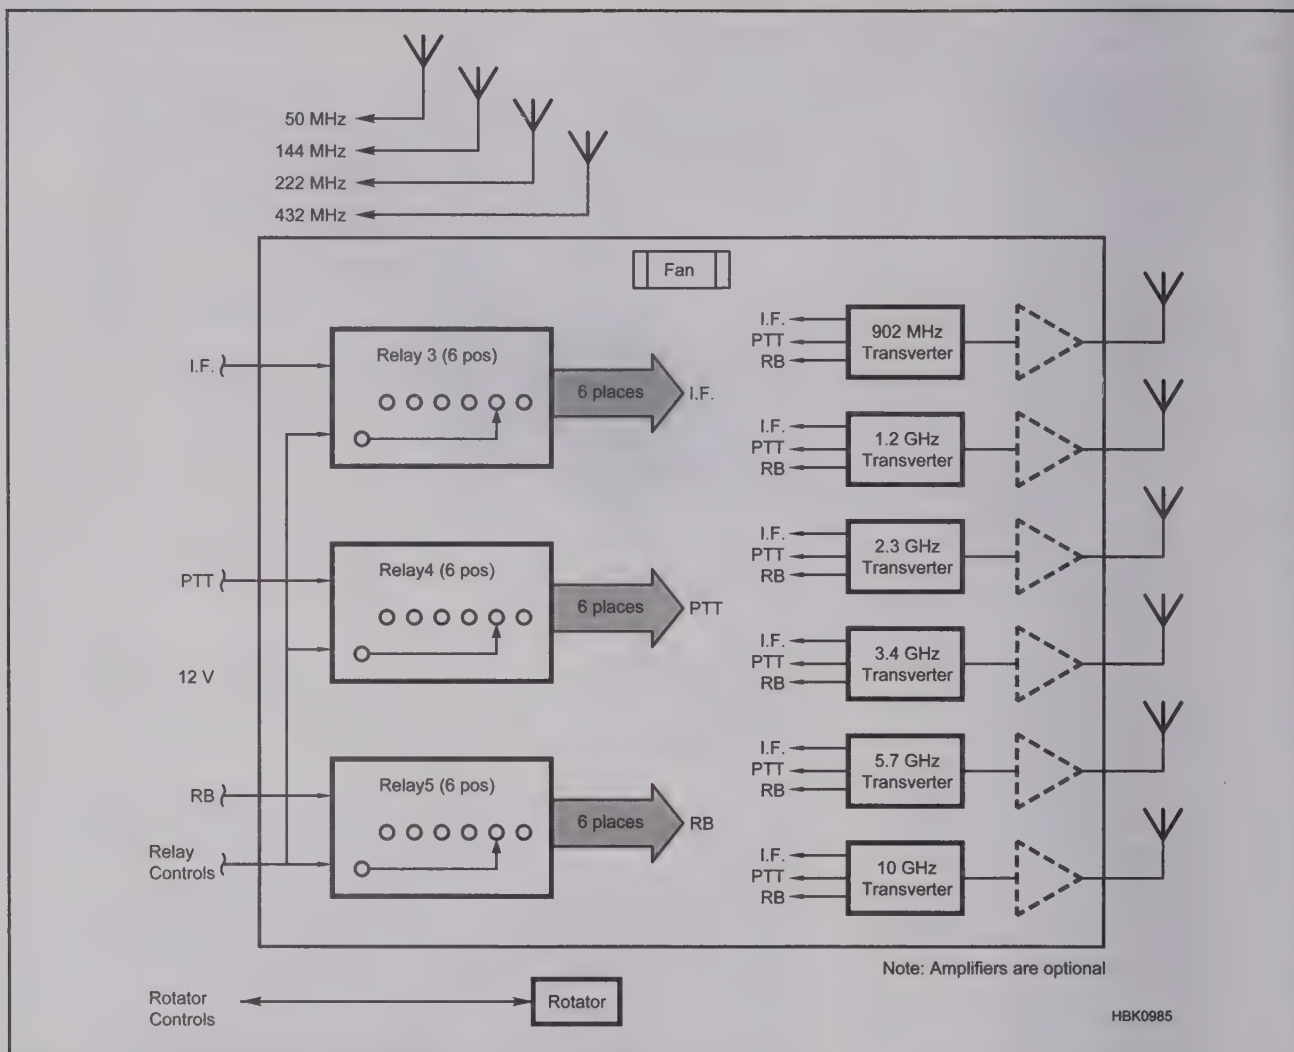 50 MHz
144 MHz
222 MHz
432 MHz
Fan
I.F.
Relay 3 (6 pos)
6 places
I.F.
PTT
Relay4 (6 pos)
6 places
PTT
12 V
RB
Relay5 (6 pos)
6 places
RB
Relay
Controls
I.F.
PTT
RB
902 MHz
Transverter
I.F.
PTT
RB
1.2 GHz
Transverter
I.F.
PTT
RB
2.3 GHz
Transverter
I.F.
PTT
RB
3.4 GHz
Transverter
I.F.
PTT
RB
5.7 GHz
Transverter
I.F.
PTT
RB
10 GHz
Transverter
Note: Amplifiers are optional
Rotator
Controls
Rotator
HBK0985